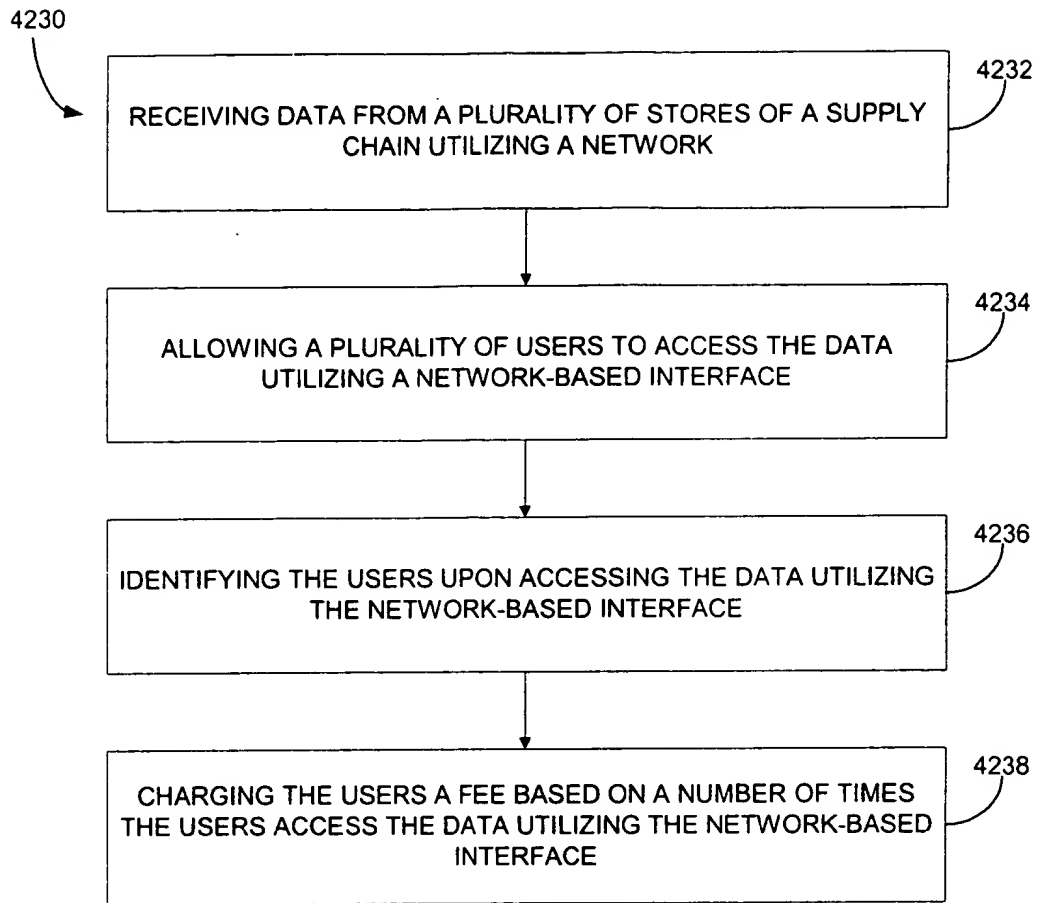 4230
4232
RECEIVING DATA FROM A PLURALITY OF STORES OF A SUPPLY
CHAIN UTILIZING A NETWORK
4234
ALLOWING A PLURALITY OF USERS TO ACCESS THE DATA
UTILIZING A NETWORK-BASED INTERFACE
4236
IDENTIFYING THE USERS UPON ACCESSING THE DATA UTILIZING
THE NETWORK-BASED INTERFACE
4238
CHARGING THE USERS A FEE BASED ON A NUMBER OF TIMES
THE USERS ACCESS THE DATA UTILIZING THE NETWORK-BASED
INTERFACE